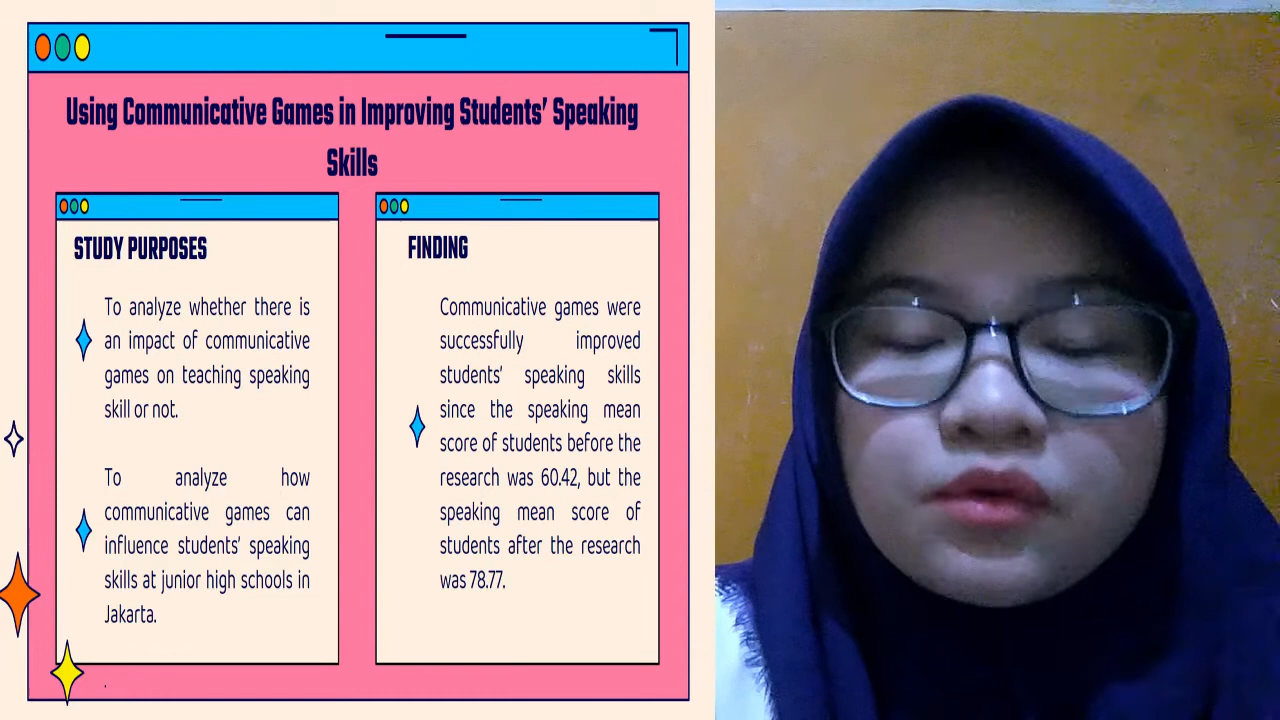 Using Communicative Games in Improving Students' Speaking
Skills
STUDY PURPOSES
To analyze whether there is
an impact of communicative
games on teaching speaking
skill or not.
To analyze how
communicative games can
influence students' speaking
skills at junior high schools in
Jakarta.
FINDING
Communicative games were
successfully improved
students' speaking skills
since the speaking mean
score of students before the
research was 60.42, but the
speaking mean score of
students after the research
was 78.77.